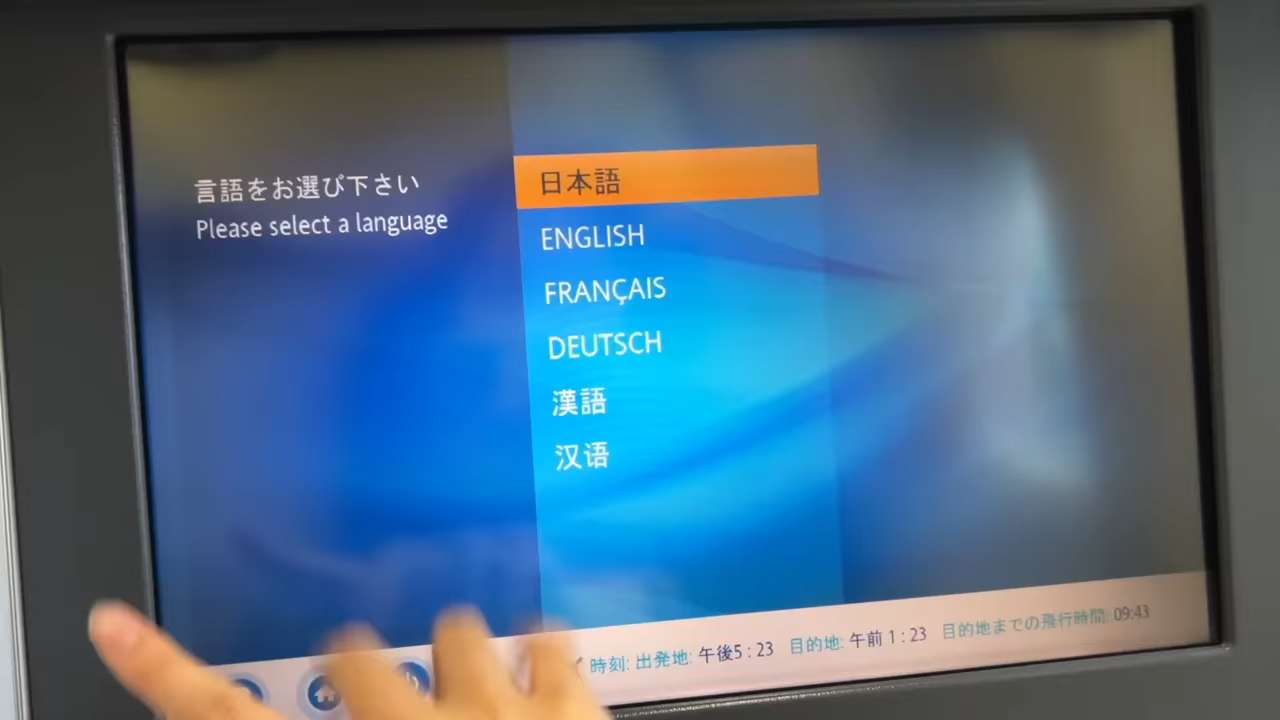 言語をお選び下さい
Please select a language
日本語
ENGLISH
FRANÇAIS
DEUTSCH
漢語
汉语
時刻: 出発地: 午後5 : 23 目的地: 午前 1 : 23 目的地までの飛行時間: 09:43